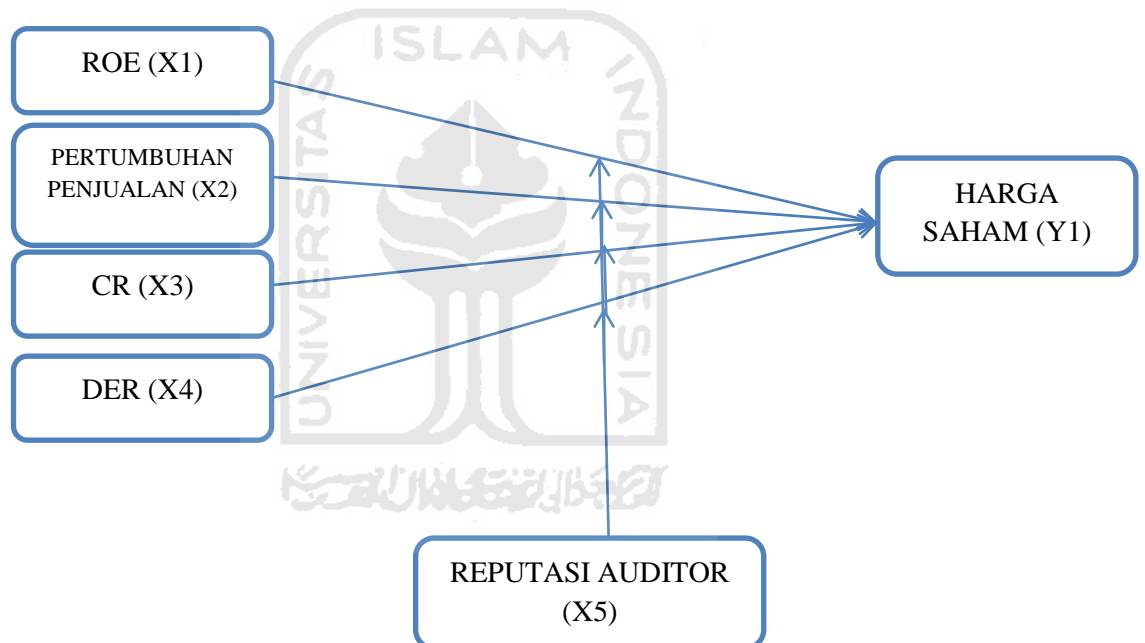 ISLAM
UNIVERSITAS
INDONESIA
ROE (X1)
PERTUMBUHAN
PENJUALAN (X2)
CR (X3)
DER (X4)
HARGA
SAHAM (Y1)
REPUTASI AUDITOR
(X5)